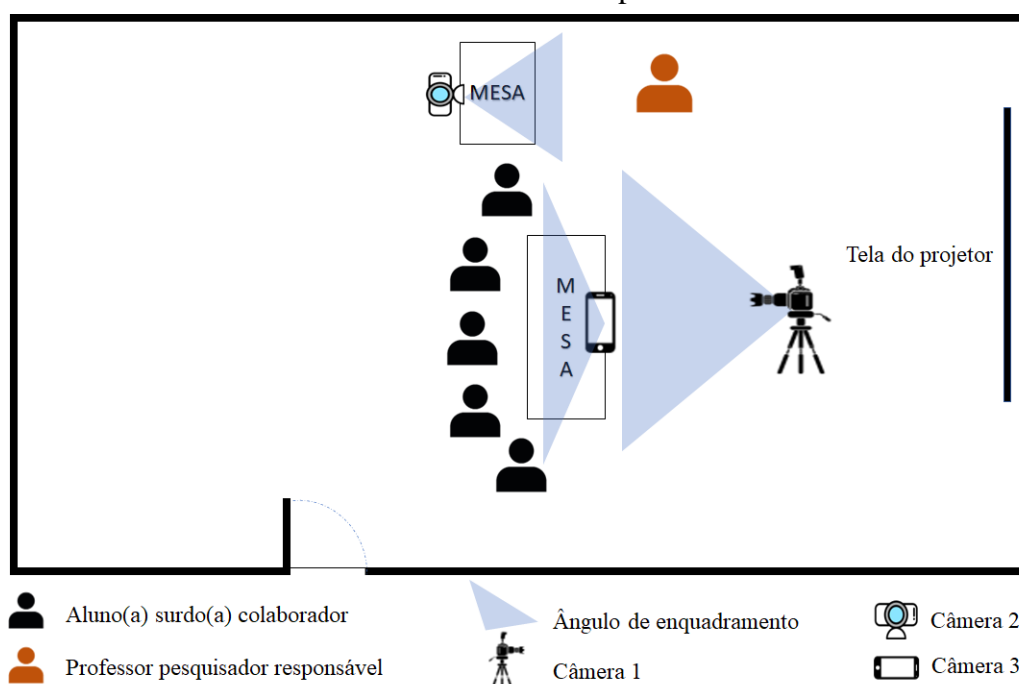 MESA
Tela do projetor
M
E
S
A
Aluno(a) surdo(a) colaborador
Ângulo de enquadramento
Câmera 2
Professor pesquisador responsável
Câmera 1
Câmera 3